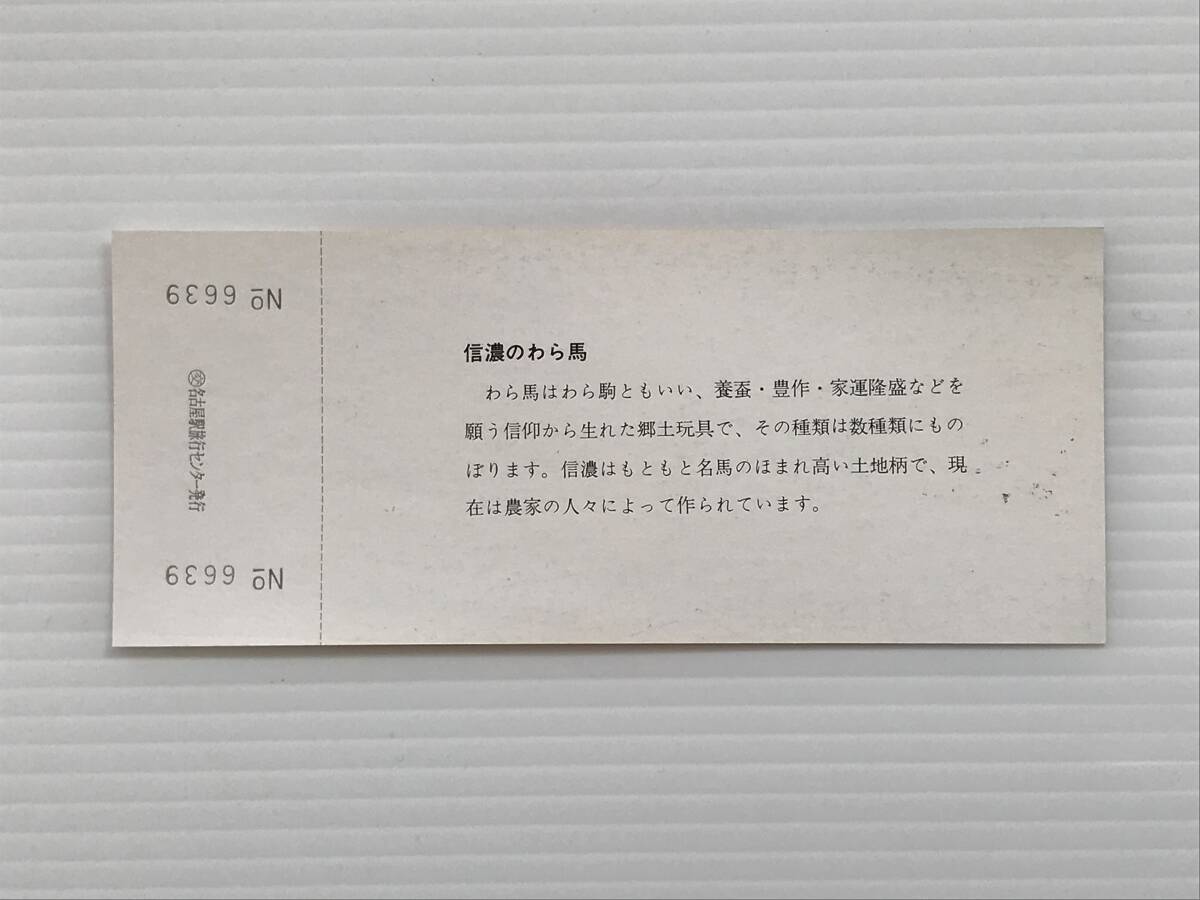 No 6639
名古屋駅旅行センター発行
No 6639
信濃のわら馬
わら馬はわら駒ともいい、養蚕・豊作・家運隆盛などを
願う信仰から生れた郷土玩具で、その種類は数種類にもの
ぼります。信濃はもともと名馬のほまれ高い土地柄で、現
在は農家の人々によって作られています。